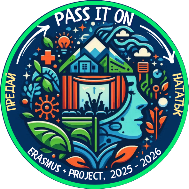 PASS IT ON
ПРЕДАЙ
НАТАТЪК
ERASMUS + PROJECT, 2025 - 2026